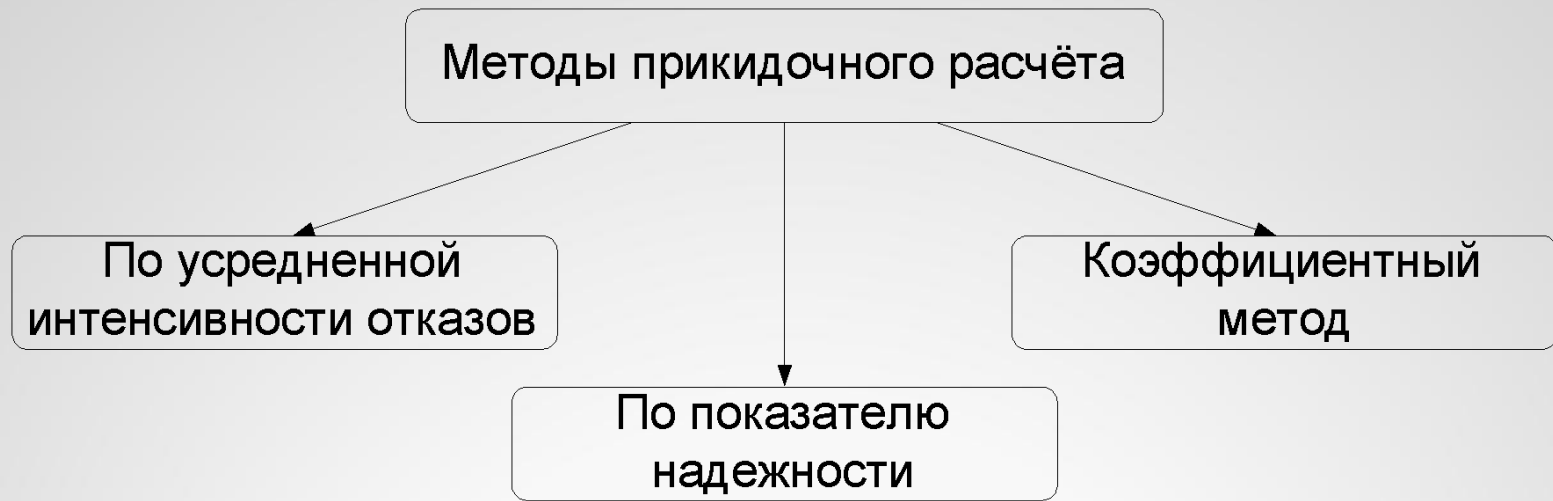 Методы прикидочного расчёта
По усредненной
интенсивности отказов
Коэффициентный
метод
По показателю
надежности